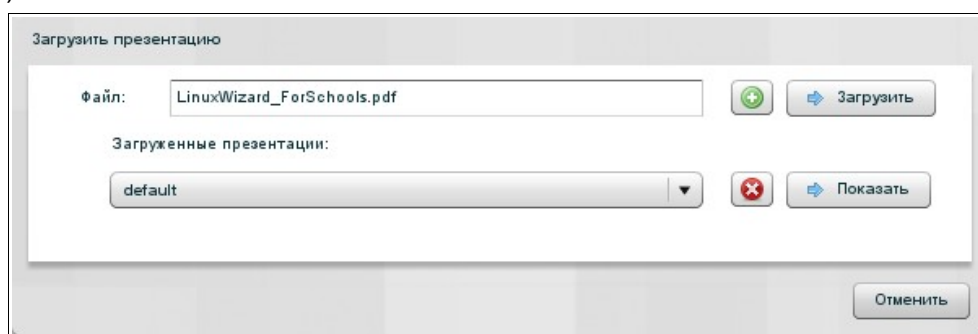 Загрузить презентацию
Файл: LinuxWizard_ForSchools.pdf Загрузить
Загруженные презентации:
default Показать
Отменить